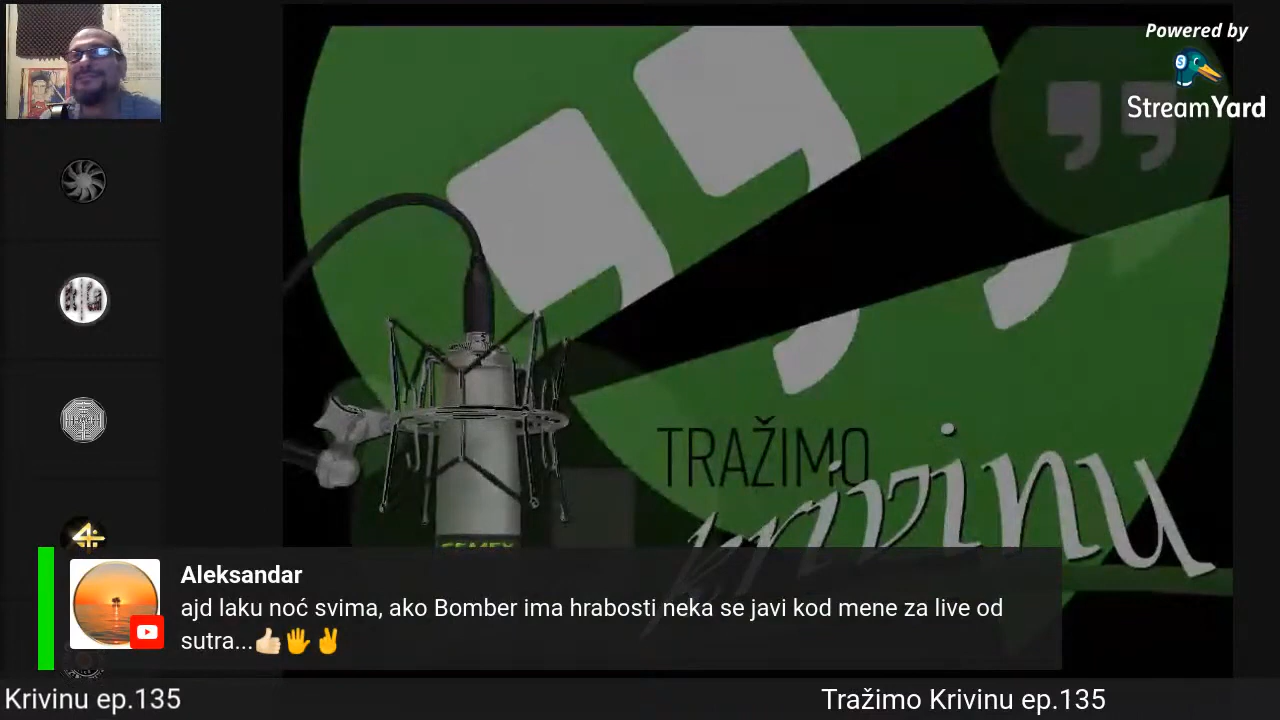 Powered by
StreamYard
TRAŽIMO
krivinu
Aleksandar
ajd laku noć svima, ako Bomber ima hrabosti neka se javi kod mene za live od
sutra...👍🏻🖐️✌️
Krivinu ep.135
Tražimo Krivinu ep.135